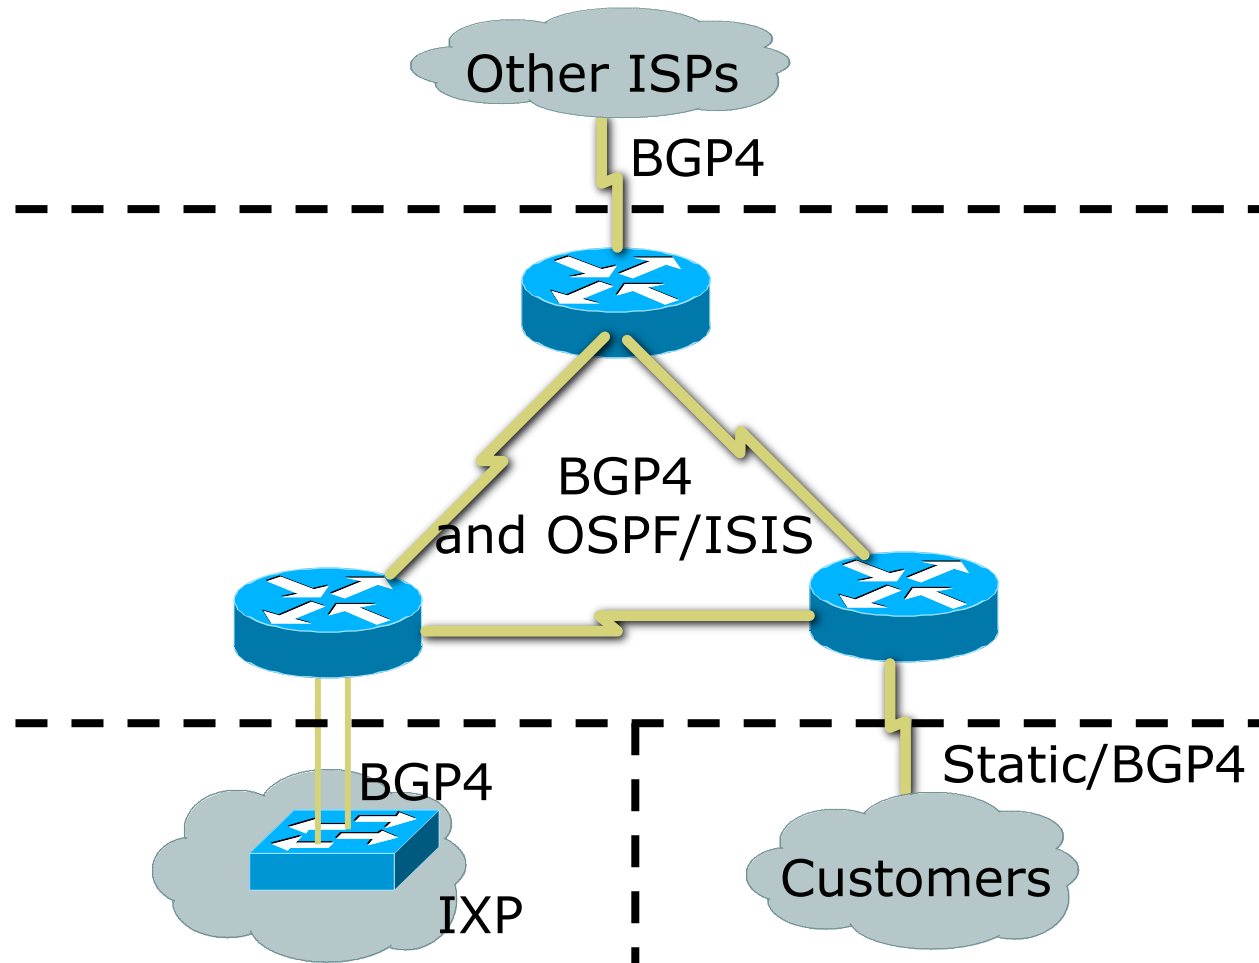 Other ISPs
BGP4
BGP4
and OSPF/ISIS
BGP4
Static/BGP4
IXP
Customers